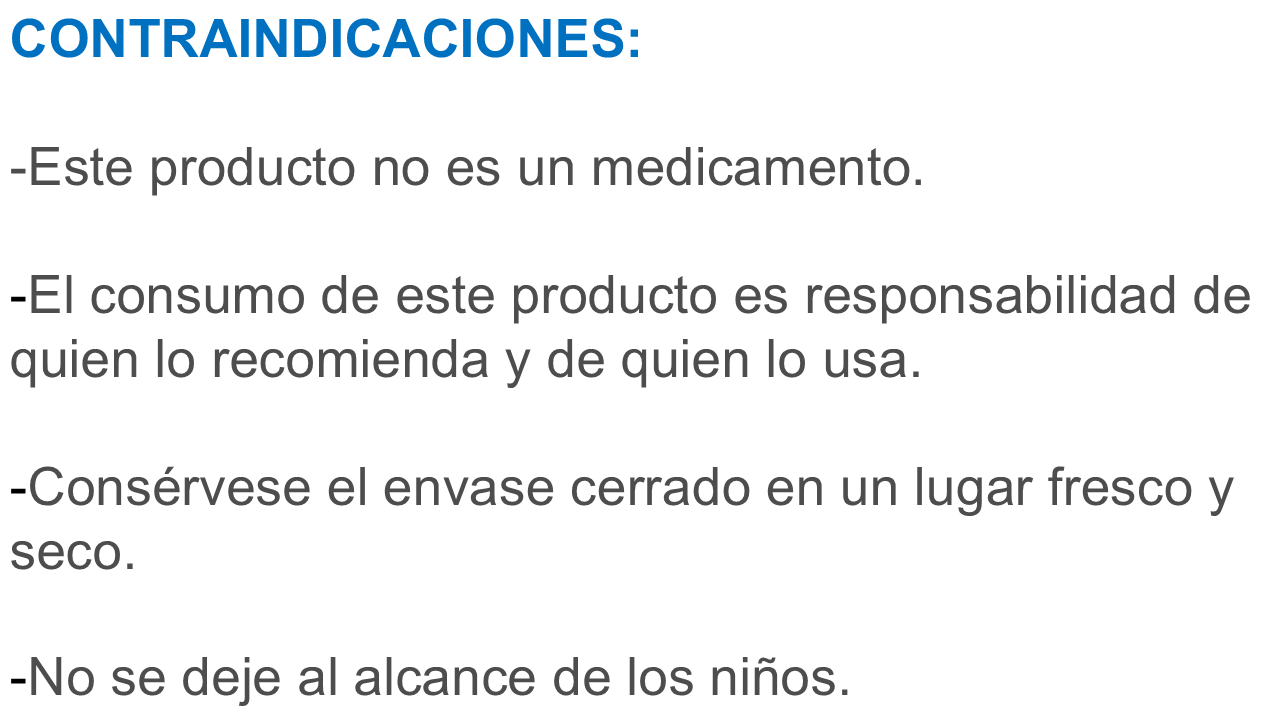 CONTRAINDICACIONES:
-Este producto no es un medicamento.
-El consumo de este producto es responsabilidad de
quien lo recomienda y de quien lo usa.
-Consérvese el envase cerrado en un lugar fresco y
seco.
-No se deje al alcance de los niños.